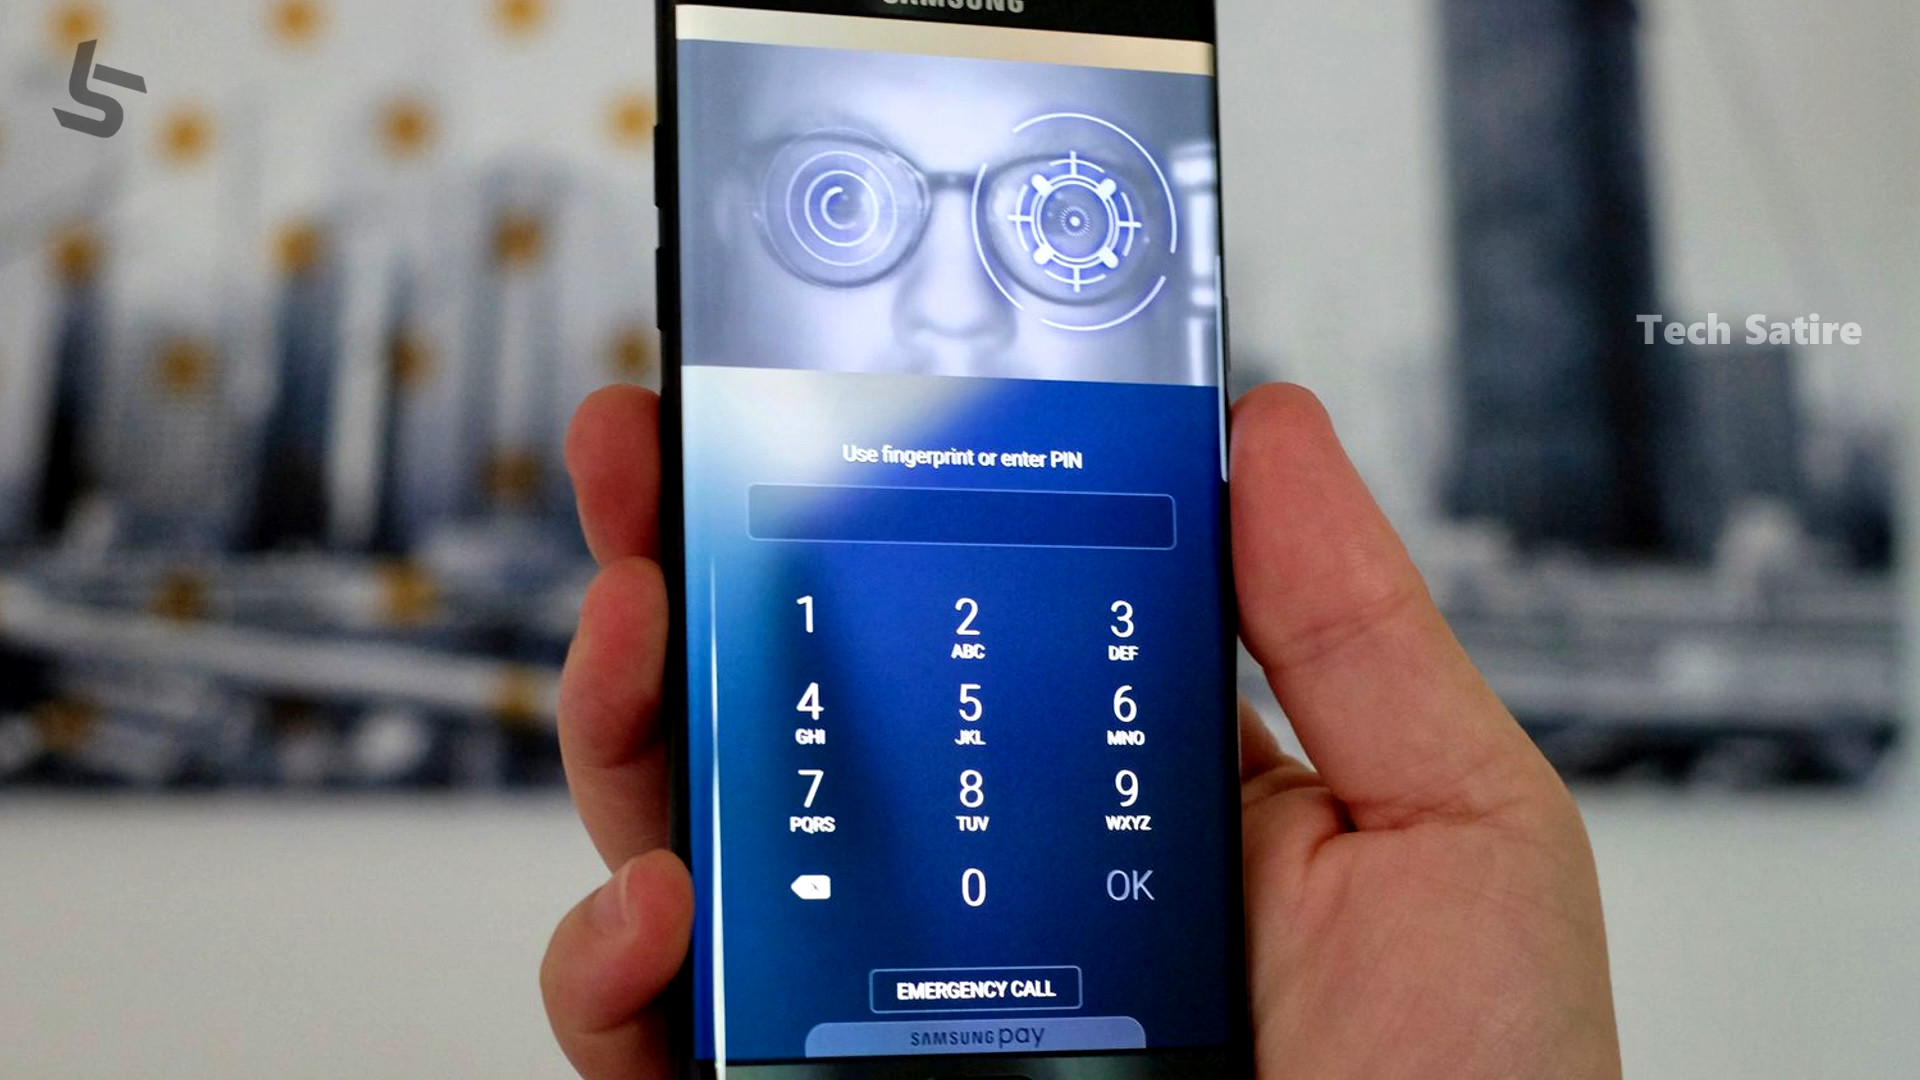 SAMSUNG
Tech Satire
Use fingerprint or enter PIN
1 2 3
ABC DEF
4 5 6
GHI JKL MNO
7 8 9
PQRS TUV WXYZ
0 OK
EMERGENCY CALL
SAMSUNG pay